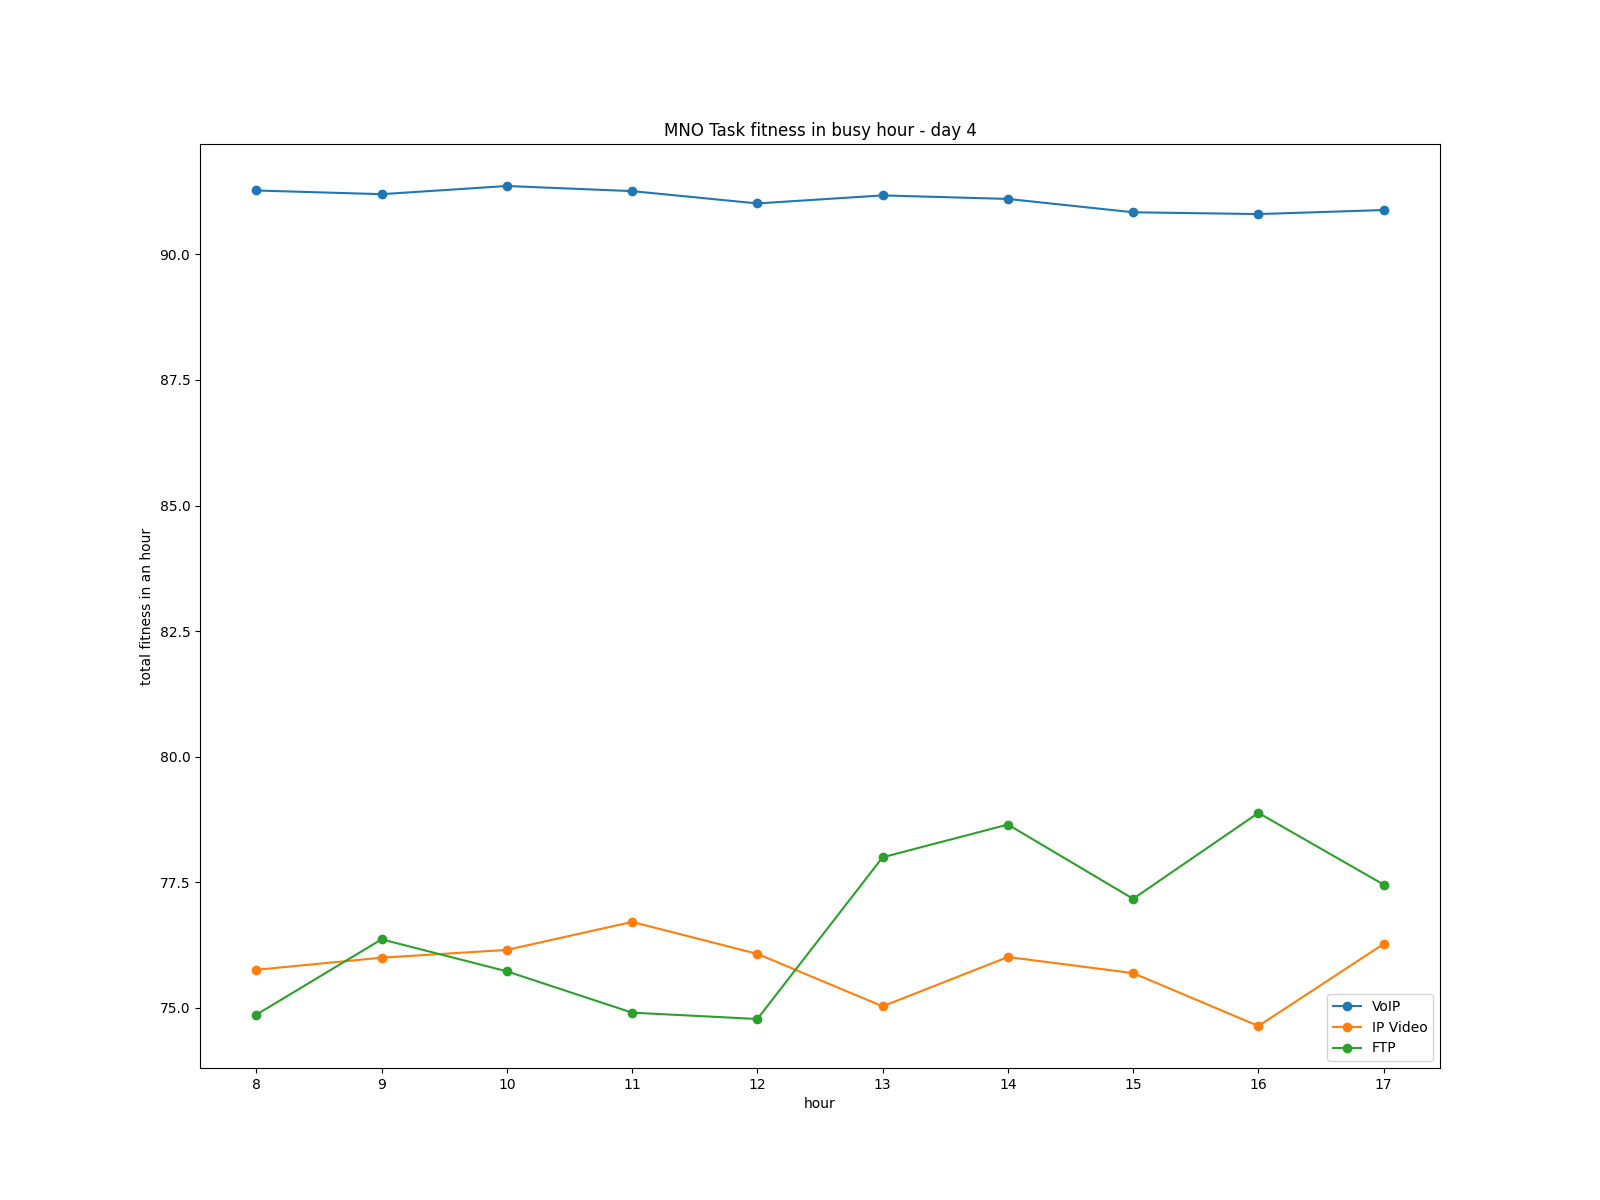 MNO Task fitness in busy hour - day 4
total fitness in an hour
90.0
87.5
85.0
82.5
80.0
77.5
75.0
8 9 10 11 12 13 14 15 16 17
hour
VoIP
IP Video
FTP